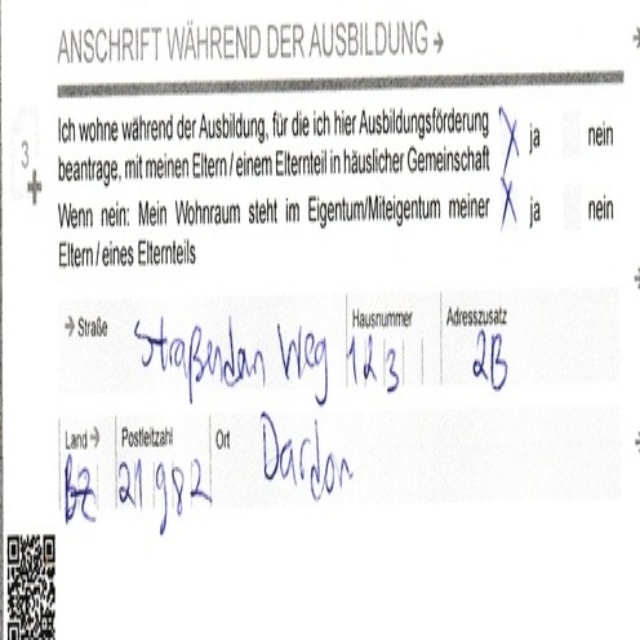 ANSCHRIFT WÄHREND DER AUSBILDUNG →
Ich wohne während der Ausbildung, für die ich hier Ausbildungsförderung
beantrage, mit meinen Eltern / einem Elternteil in häuslicher Gemeinschaft
X ja nein
3
Wenn nein: Mein Wohnraum steht im Eigentum/Miteigentum meiner
Eltern / eines Elternteils
X ja nein
→ Straße Hausnummer Adresszusatz
Weg 123 2B
Land → Postleitzahl Ort
BZ 21982 Dardon